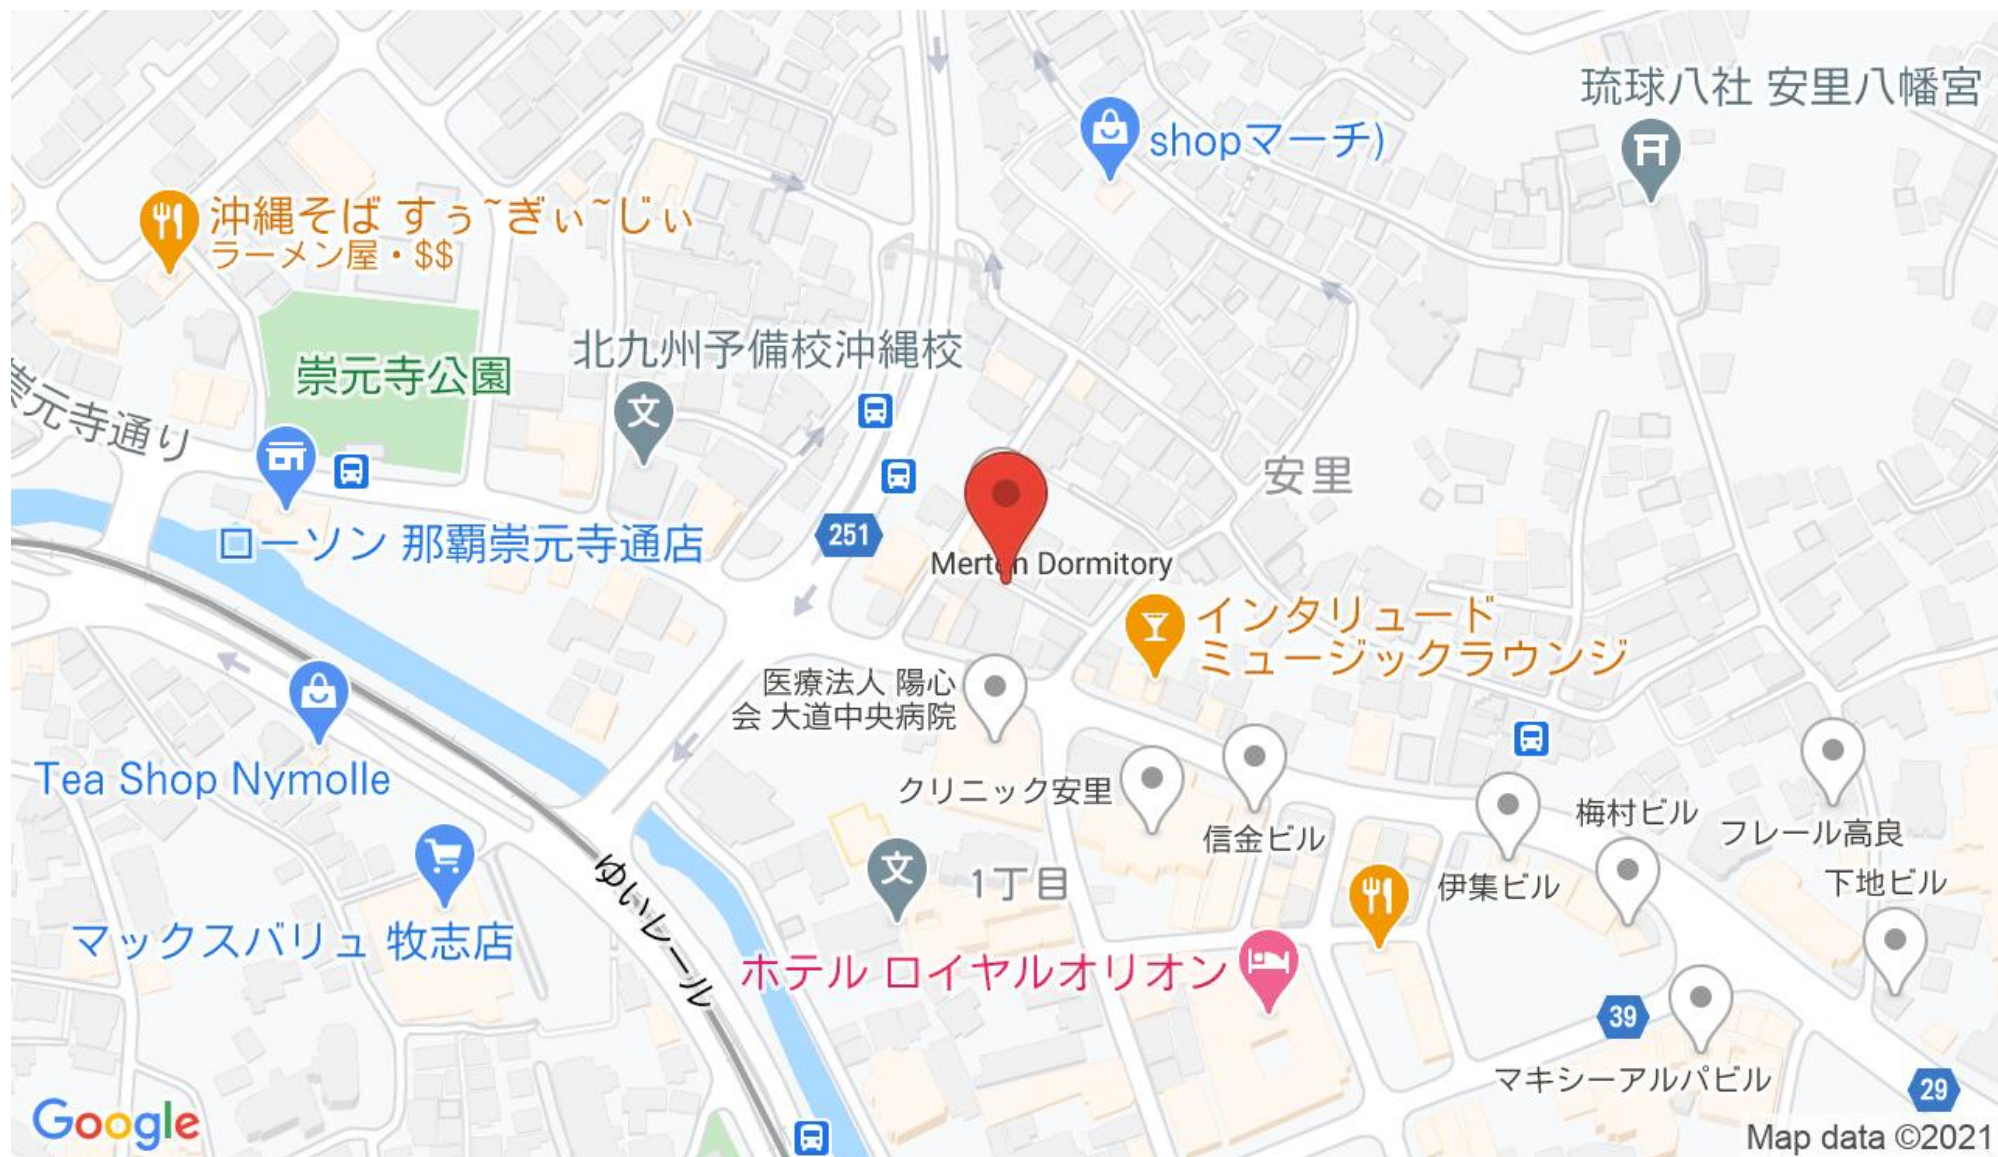 琉球八社 安里八幡宮
shopマーチ)
沖縄そば すぅ~ぎぃ~じぃ
ラーメン屋・$$
北九州予備校沖縄校
崇元寺公園
崇元寺通り
安里
251
ローソン 那覇崇元寺通店
Merten Dormitory
インタリュード
ミュージックラウンジ
医療法人 陽心
会 大道中央病院
Tea Shop Nymolle
クリニック安里
信金ビル
梅村ビル
フレール高良
伊集ビル
下地ビル
1丁目
ゆいレール
マックスバリュ 牧志店
ホテル ロイヤルオリオン
39
マキシーアルパビル
29
Google
Map data ©2021